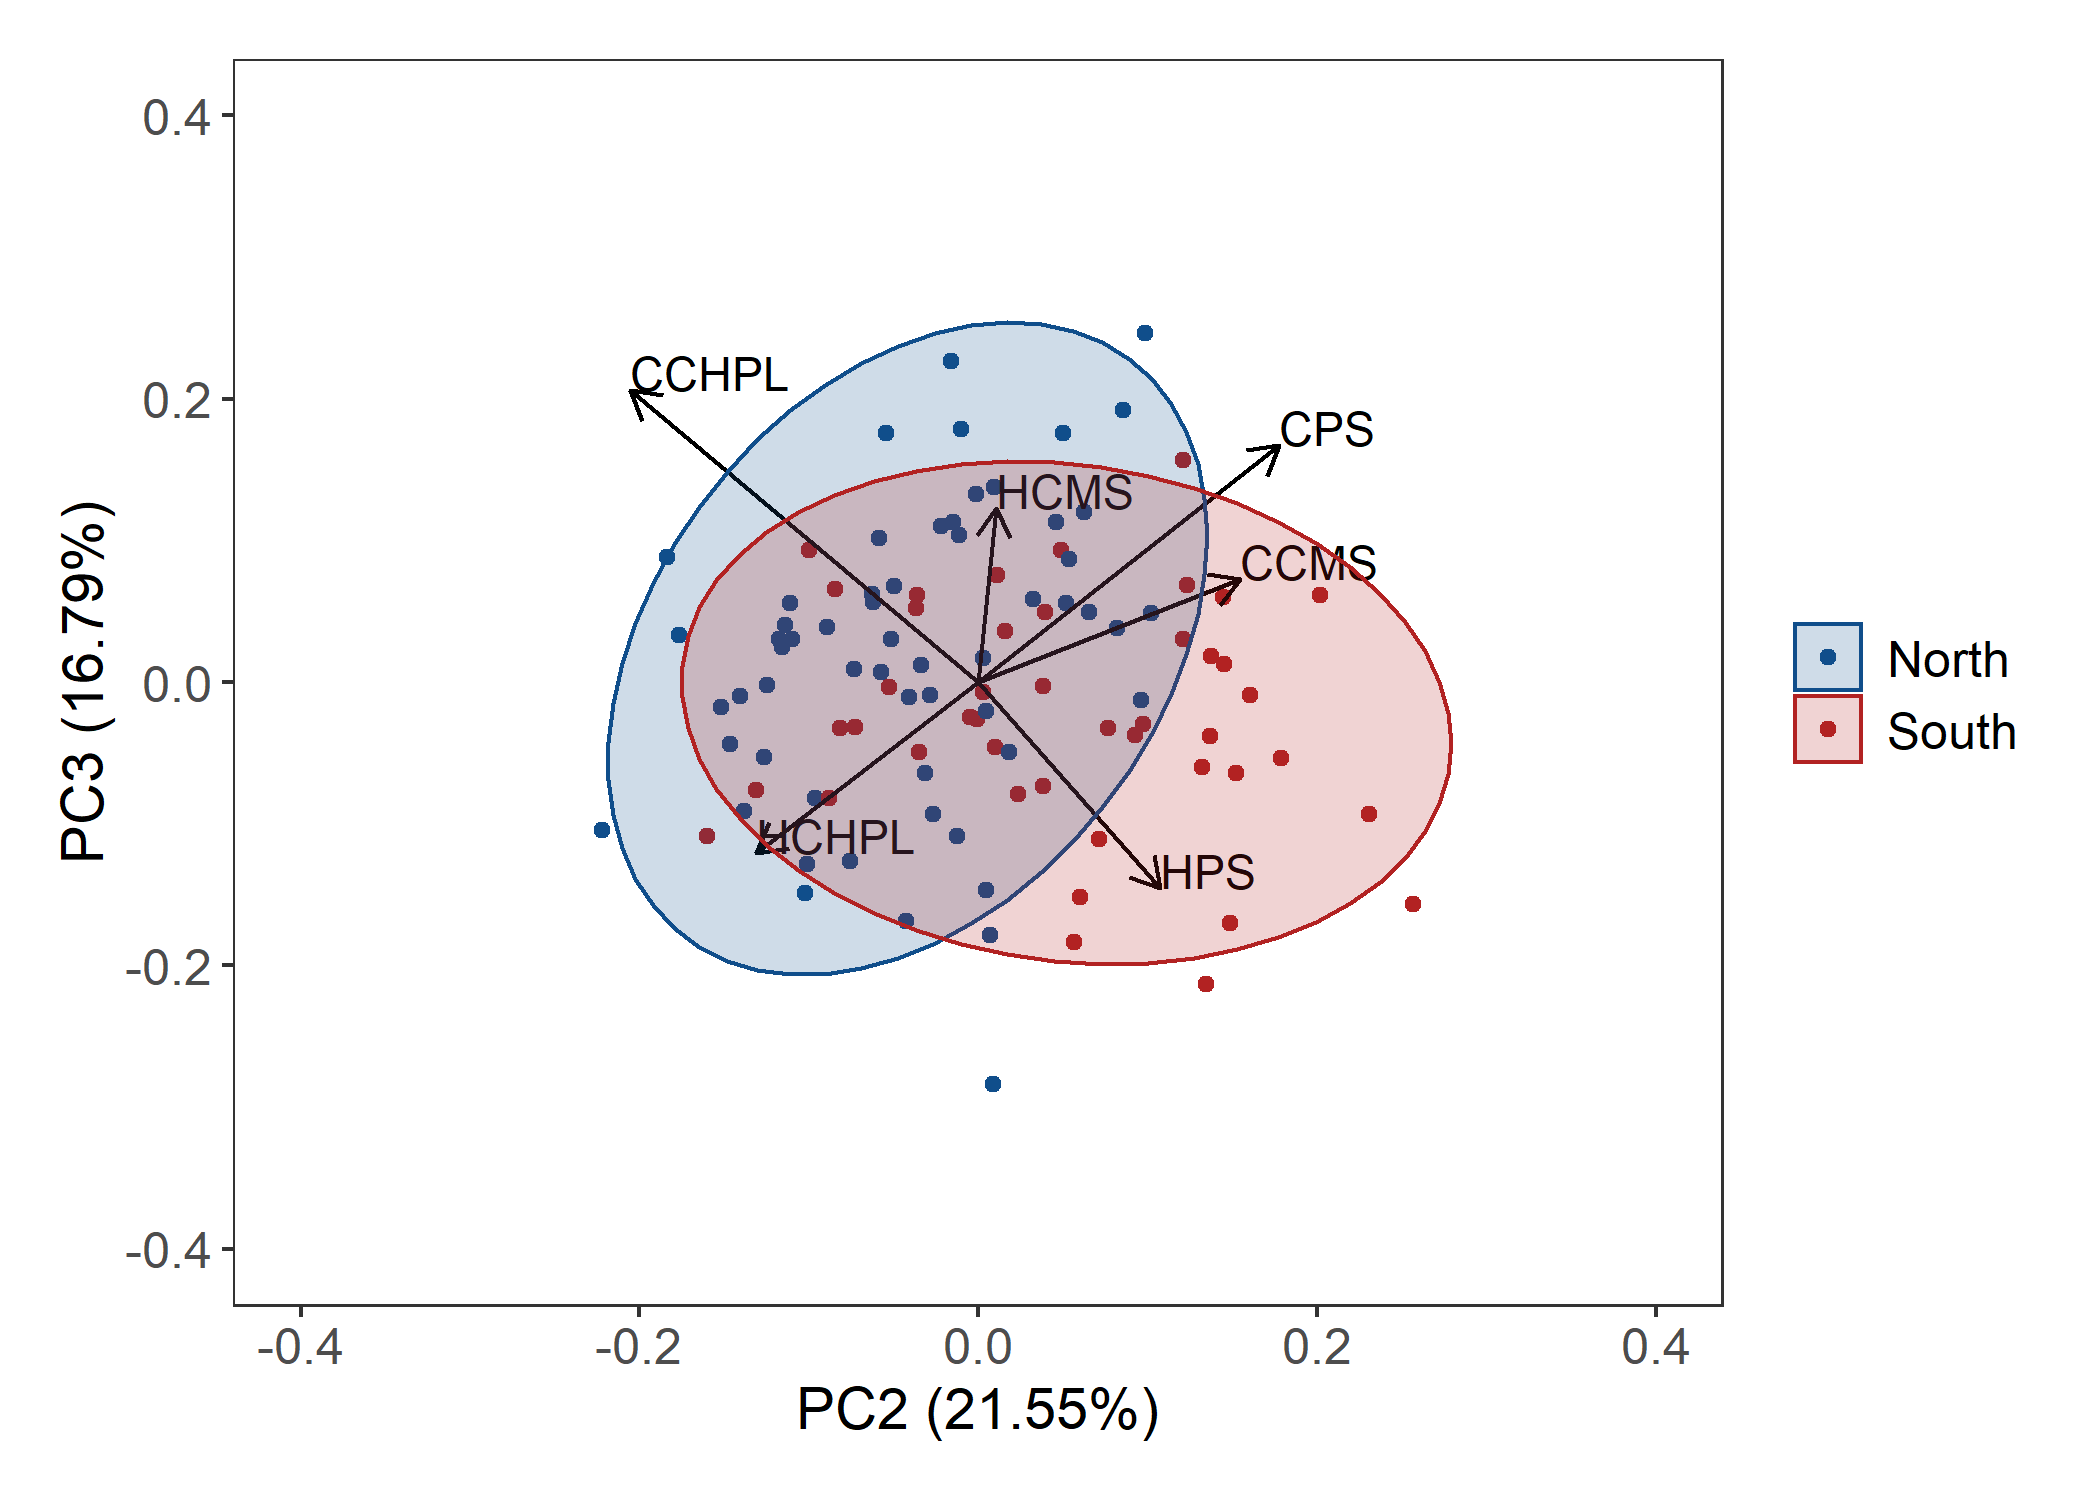 0.4
0.2
0.0
-0.2
-0.4
PC3 (16.79%)
CCHPL
CPS
HCMS
CCMS
HCHPL
HPS
North
South
-0.4 -0.2 0.0 0.2 0.4
PC2 (21.55%)